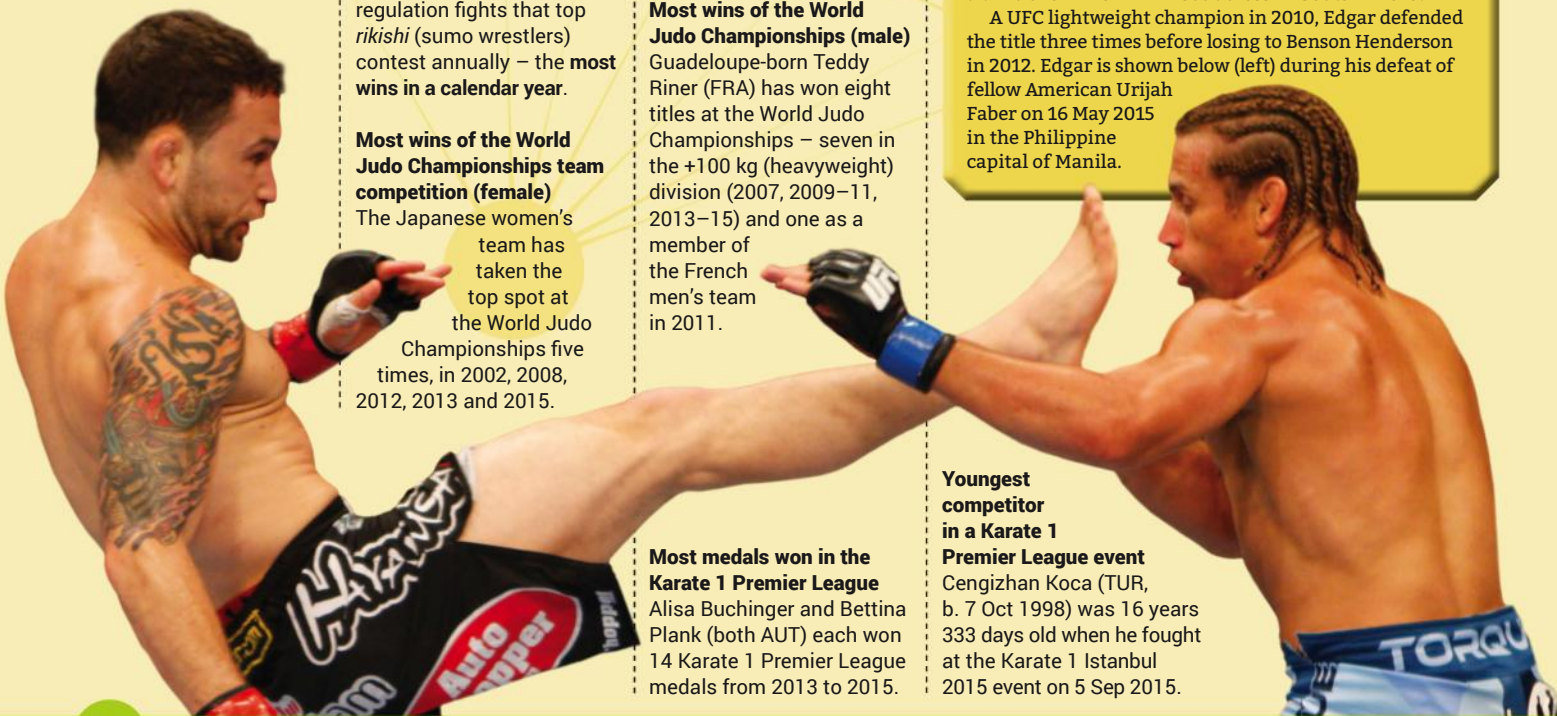 regulation fights that top
rikishi (sumo wrestlers)
contest annually – the most
wins in a calendar year.
Most wins of the World
Judo Championships team
competition (female)
The Japanese women's
team has
taken the
top spot at
the World Judo
Championships five
times, in 2002, 2008,
2012, 2013 and 2015.
Most wins of the World
Judo Championships (male)
Guadeloupe-born Teddy
Riner (FRA) has won eight
titles at the World Judo
Championships – seven in
the +100 kg (heavyweight)
division (2007, 2009–11,
2013–15) and one as a
member of
the French
men's team
in 2011.
Most medals won in the
Karate 1 Premier League
Alisa Buchinger and Bettina
Plank (both AUT) each won
14 Karate 1 Premier League
medals from 2013 to 2015.
A UFC lightweight champion in 2010, Edgar defended
the title three times before losing to Benson Henderson
in 2012. Edgar is shown below (left) during his defeat of
fellow American Urijah
Faber on 16 May 2015
in the Philippine
capital of Manila.
Youngest
competitor
in a Karate 1
Premier League event
Cengizhan Koca (TUR,
b. 7 Oct 1998) was 16 years
333 days old when he fought
at the Karate 1 Istanbul
2015 event on 5 Sep 2015.
UFC
HAYABUSA
Auto
TORQU